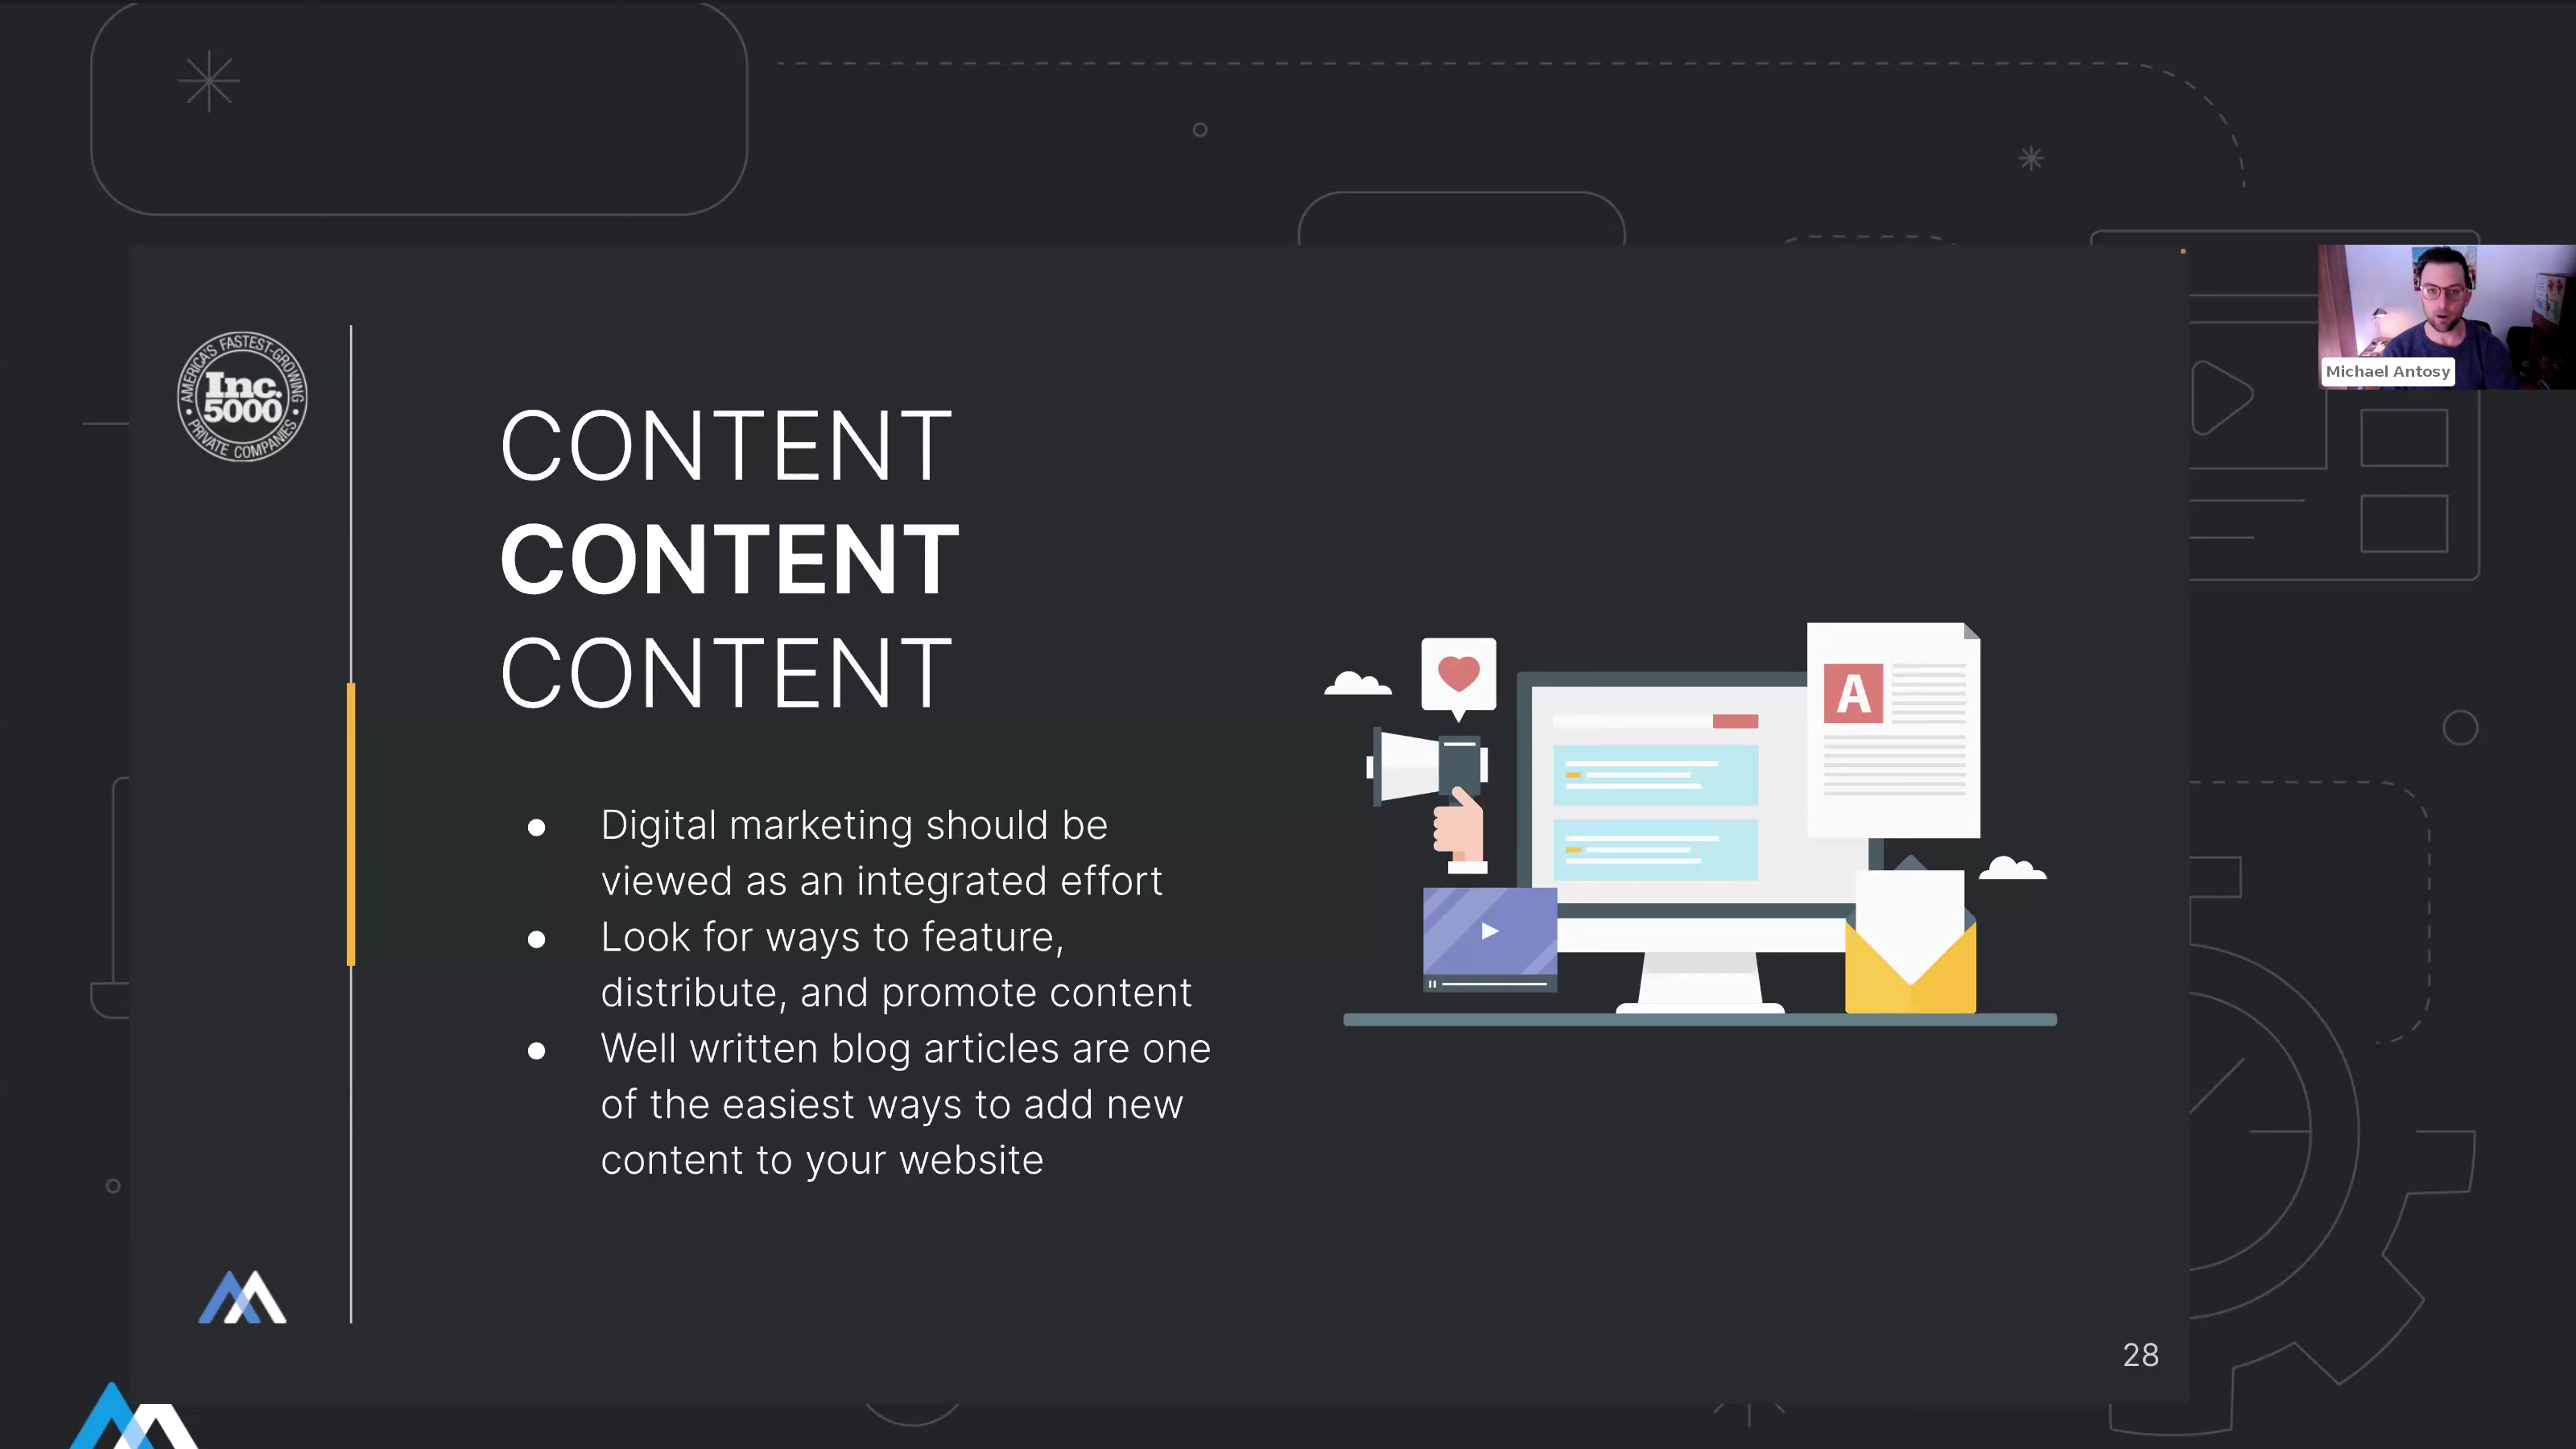 AMERICA'S FASTEST-GROWING
Inc.
5000
PRIVATE COMPANIES
CONTENT
CONTENT
CONTENT
● Digital marketing should be
viewed as an integrated effort
● Look for ways to feature,
distribute, and promote content
● Well written blog articles are one
of the easiest ways to add new
content to your website
A
Michael Antosy
28